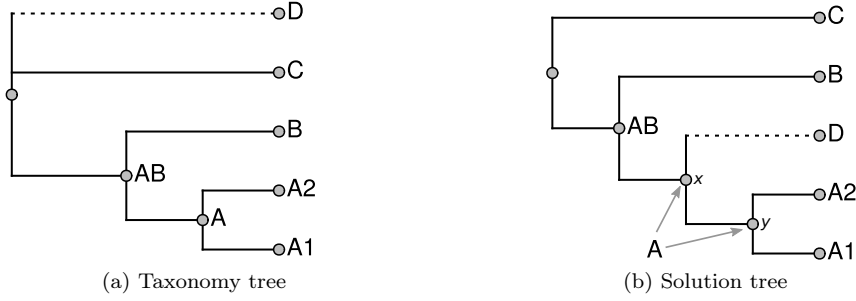 D
C
B
AB
A2
A
A1
(a) Taxonomy tree
C
B
AB
D
x
A2
y
A
A1
(b) Solution tree